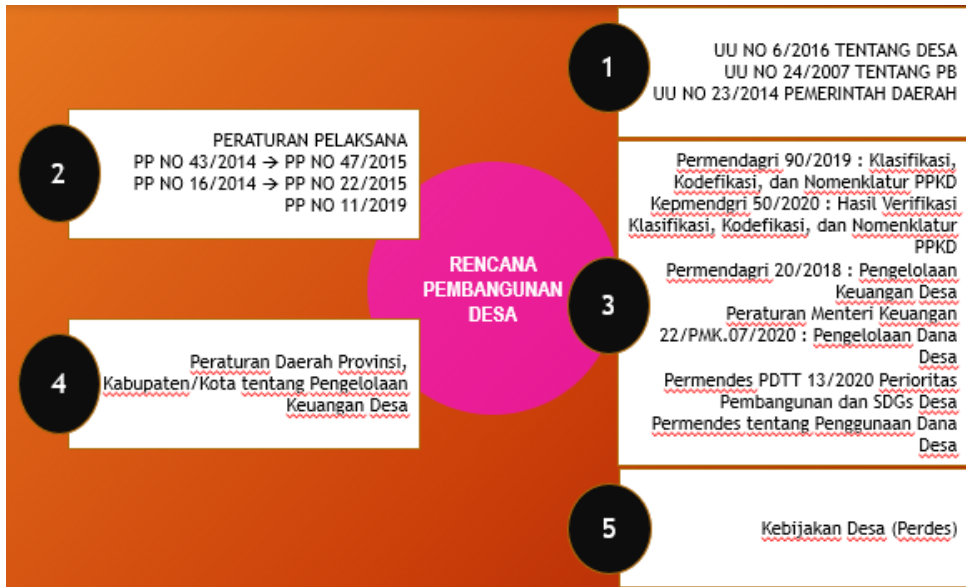 1
UU NO 6/2016 TENTANG DESA
UU NO 24/2007 TENTANG PB
UU NO 23/2014 PEMERINTAH DAERAH
2
PERATURAN PELAKSANA
PP NO 43/2014 → PP NO 47/2015
PP NO 16/2014 → PP NO 22/2015
PP NO 11/2019
RENCANA
PEMBANGUNAN
DESA
3
Permendagri 90/2019 : Klasifikasi,
Kodefikasi, dan Nomenklatur PPKD
Kepmendgri 50/2020 : Hasil Verifikasi
Klasifikasi, Kodefikasi, dan Nomenklatur
PPKD
Permendagri 20/2018 : Pengelolaan
Keuangan Desa
Peraturan Menteri Keuangan
22/PMK.07/2020 : Pengelolaan Dana
Desa
Permendes PDTT 13/2020 Perioritas
Pembangunan dan SDGs Desa
Permendes tentang Penggunaan Dana
Desa
4
Peraturan Daerah Provinsi,
Kabupaten/Kota tentang Pengelolaan
Keuangan Desa
5
Kebijakan Desa (Perdes)